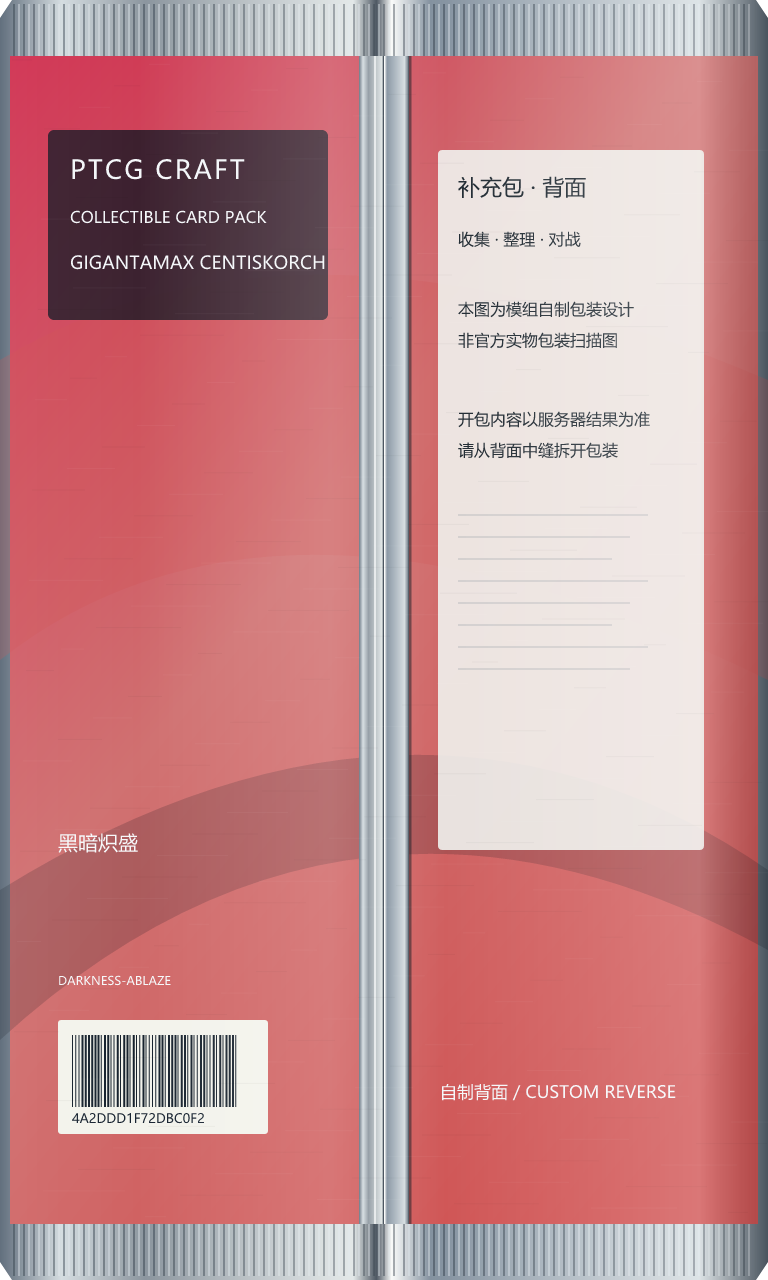 PTCG CRAFT
COLLECTIBLE CARD PACK
GIGANTAMAX CENTISKORCH
黑暗炽盛
DARKNESS-ABLAZE
4A2DDD1F72DBC0F2
补充包 · 背面
收集 · 整理 · 对战
本图为模组自制包装设计
非官方实物包装扫描图
开包内容以服务器结果为准
请从背面中缝拆开包装
自制背面 / CUSTOM REVERSE